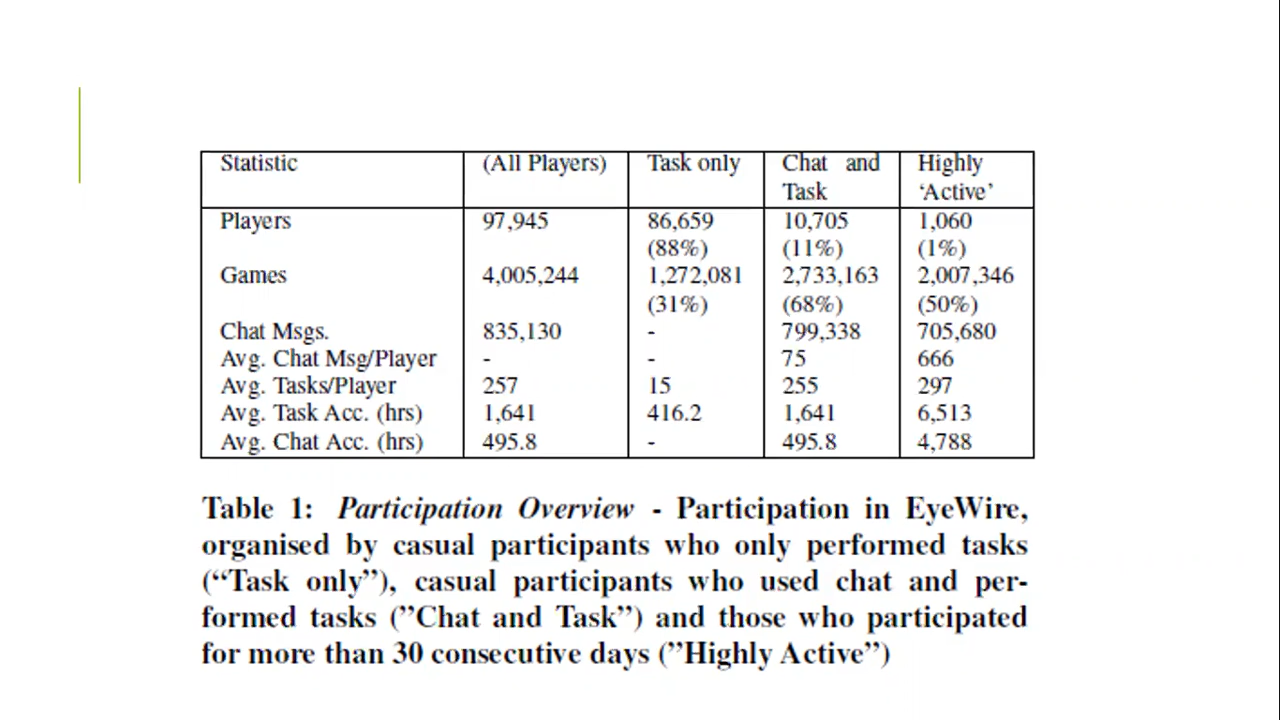 Statistic (All Players) Task only Chat and Highly
Task 'Active'
Players 97,945 86,659 10,705 1,060
(88%) (11%) (1%)
Games 4,005,244 1,272,081 2,733,163 2,007,346
(31%) (68%) (50%)
Chat Msgs. 835,130 - 799,338 705,680
Avg. Chat Msg/Player - - 75 666
Avg. Tasks/Player 257 15 255 297
Avg. Task Acc. (hrs) 1,641 416.2 1,641 6,513
Avg. Chat Acc. (hrs) 495.8 - 495.8 4,788
Table 1: Participation Overview - Participation in EyeWire,
organised by casual participants who only performed tasks
(“Task only”), casual participants who used chat and per-
formed tasks (”Chat and Task”) and those who participated
for more than 30 consecutive days (”Highly Active”)